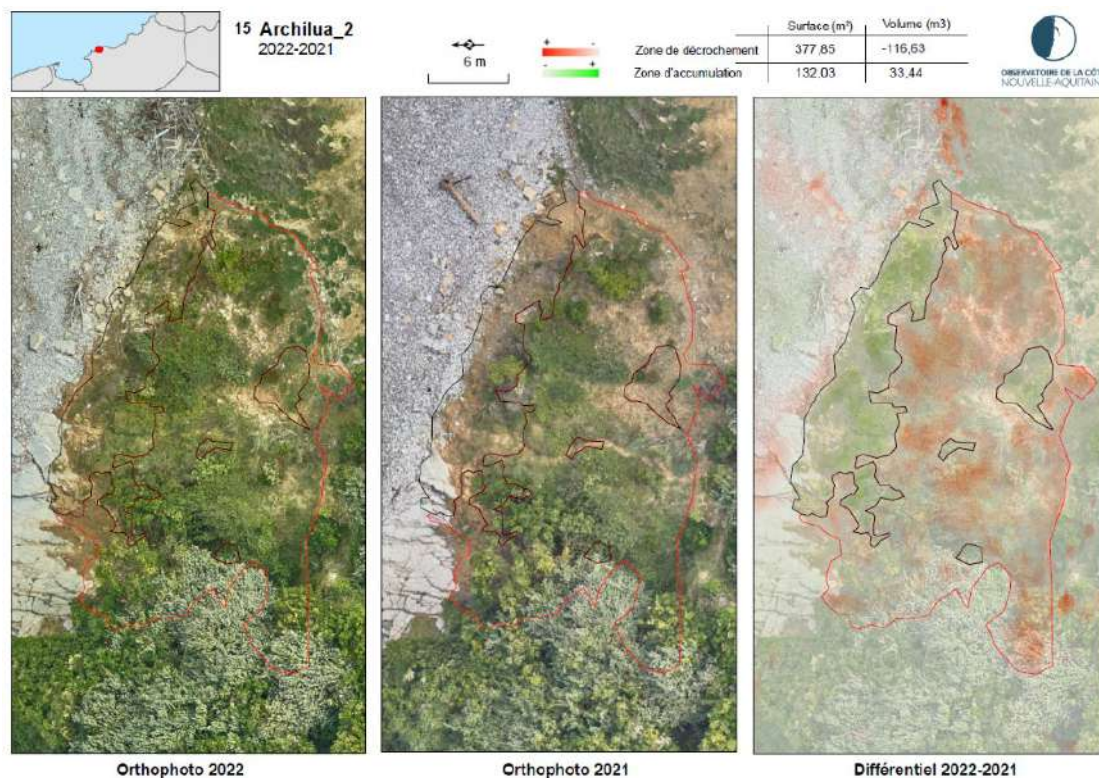 15 Archilua_2
2022-2021
6 m
+ -
- +
Surface (m²) Volume (m3)
Zone de décrochement 377,85 -116,63
Zone d'accumulation 132.03 33,44
OBSERVATOIRE DE LA CÔTE
NOUVELLE-AQUITAINE
Orthophoto 2022
Orthophoto 2021
Différentiel 2022-2021